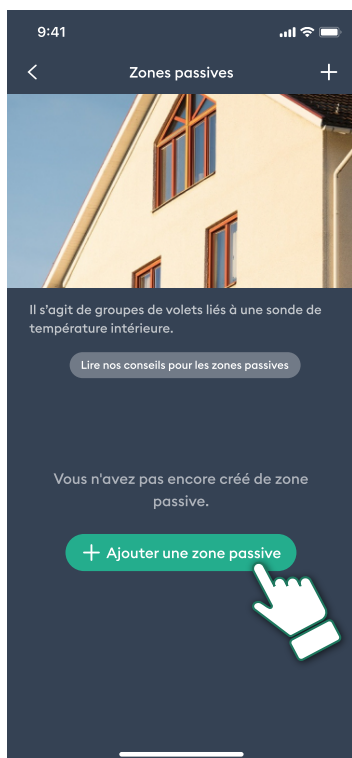 9:41
Zones passives
Il s'agit de groupes de volets liés à une sonde de
température intérieure.
Lire nos conseils pour les zones passives
Vous n'avez pas encore créé de zone
passive.
+ Ajouter une zone passive